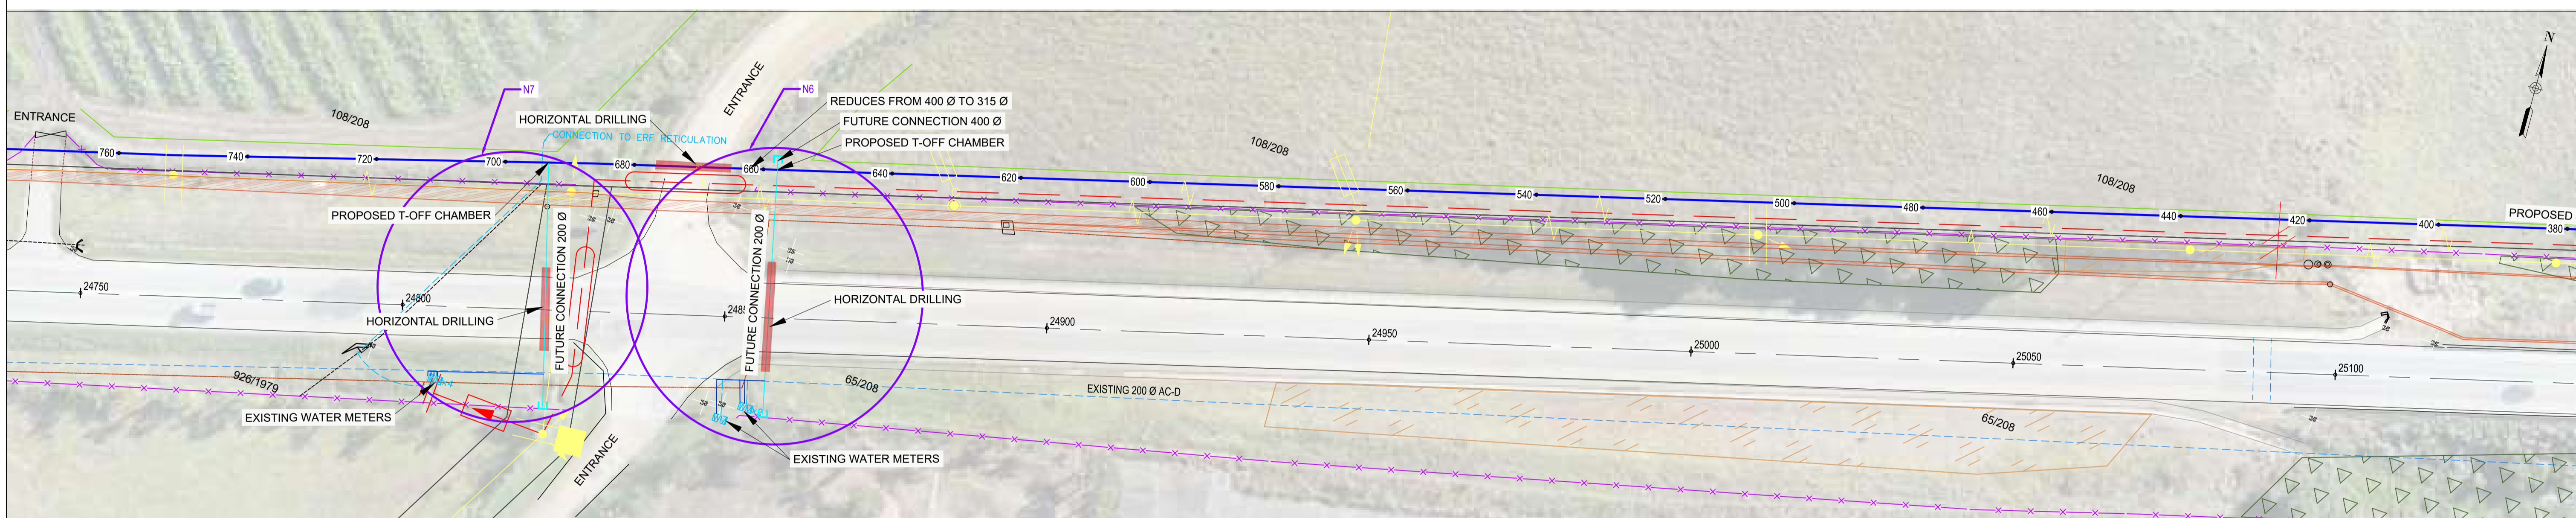 N
N7
N6
ENTRANCE
REDUCES FROM 400 Ø TO 315 Ø
HORIZONTAL DRILLING
FUTURE CONNECTION 400 Ø
ENTRANCE
108/208
CONNECTION TO ERF RETICULATION
PROPOSED T-OFF CHAMBER
108/208
108/208
760
740
720
700
680
660
640
620
600
580
560
540
520
500
480
460
440
420
400
380
PROPOSED
PROPOSED T-OFF CHAMBER
FUTURE CONNECTION 200 Ø
FUTURE CONNECTION 200 Ø
24750
24800
HORIZONTAL DRILLING
HORIZONTAL DRILLING
2485
24900
24950
25000
25050
25100
926/1979
65/208
EXISTING 200 Ø AC-D
65/208
EXISTING WATER METERS
ENTRANCE
EXISTING WATER METERS